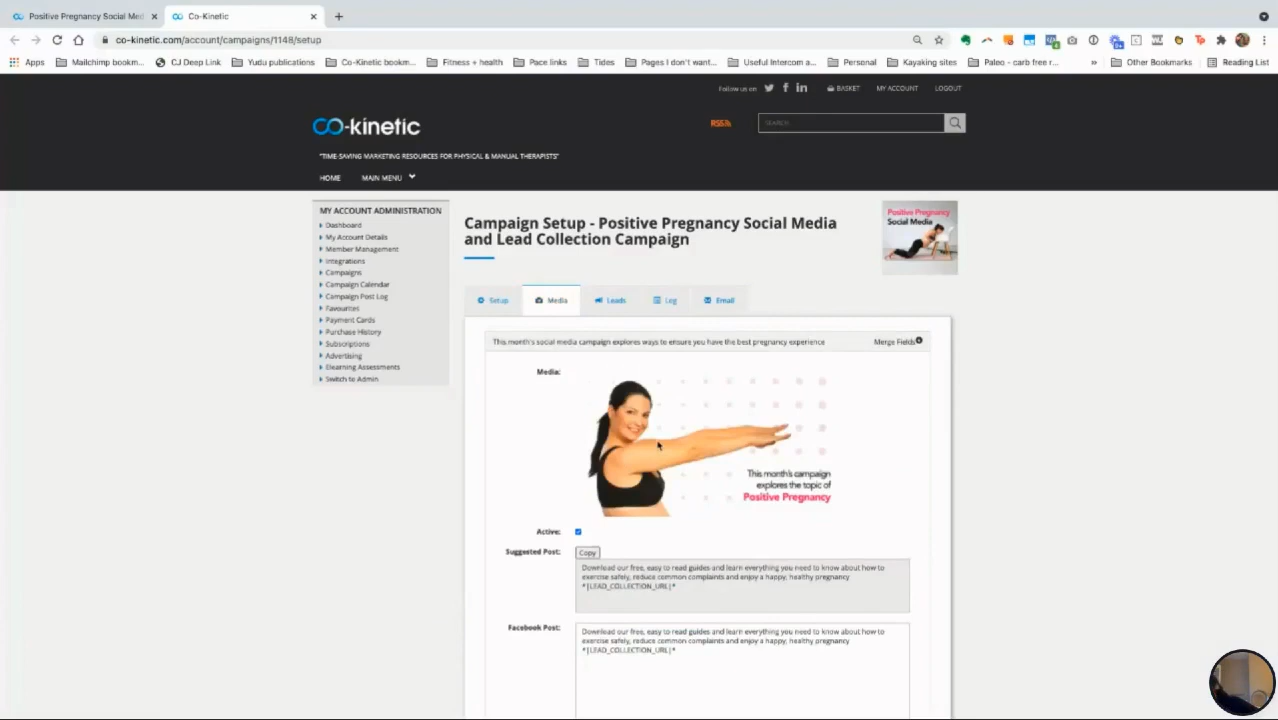 Positive Pregnancy Social Med
Co-Kinetic
co-kinetic.com/account/campaigns/1148/setup
Apps
Mailchimp bookm...
CJ Deep Link
Yudu publications
Co-Kinetic bookm...
Fitness + health
Pace links
Tides
Pages I don't want...
Useful Intercom a...
Personal
Kayaking sites
Paleo - carb free r...
»
Other Bookmarks
Reading List
Follow us on
BASKET
MY ACCOUNT
LOGOUT
co-kinetic
RSS
SEARCH
"TIME-SAVING MARKETING RESOURCES FOR PHYSICAL & MANUAL THERAPISTS"
HOME
MAIN MENU
MY ACCOUNT ADMINISTRATION
Dashboard
My Account Details
Member Management
Integrations
Campaigns
Campaign Calendar
Campaign Post Log
Favourites
Payment Cards
Purchase History
Subscriptions
Advertising
Elearning Assessments
Switch to Admin
Campaign Setup - Positive Pregnancy Social Media
and Lead Collection Campaign
Positive Pregnancy
Social Media
Setup
Media
Leads
Log
Email
This month's social media campaign explores ways to ensure you have the best pregnancy experience
Merge Fields
Media:
This month's campaign
explores the topic of
Positive Pregnancy
Active:
Suggested Post:
Copy
Download our free, easy to read guides and learn everything you need to know about how to
exercise safely, reduce common complaints and enjoy a happy, healthy pregnancy
*|LEAD_COLLECTION_URL|*
Facebook Post:
Download our free, easy to read guides and learn everything you need to know about how to
exercise safely, reduce common complaints and enjoy a happy, healthy pregnancy
*|LEAD_COLLECTION_URL|*